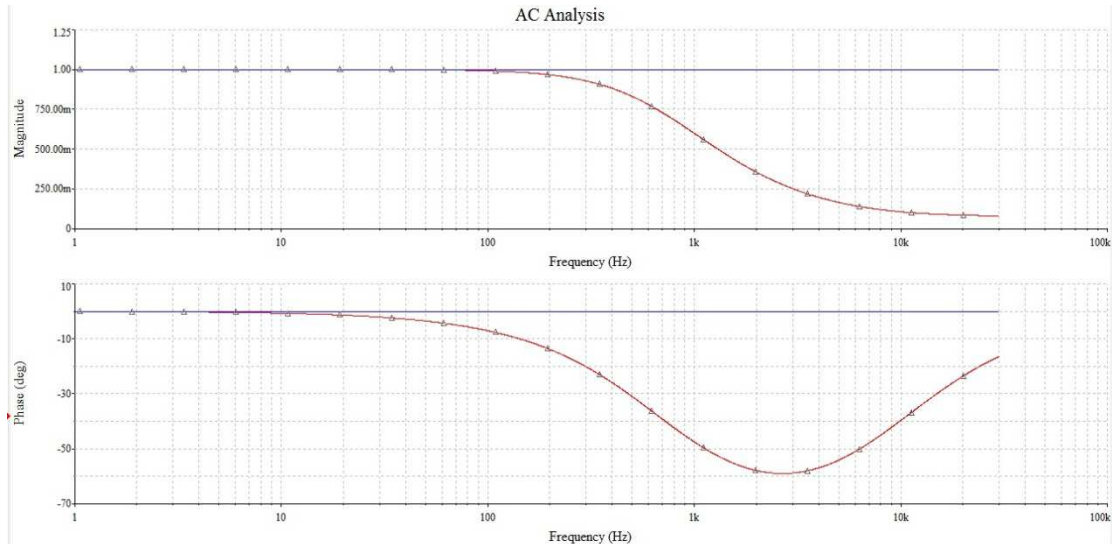 AC Analysis
Magnitude
1.25
1.00
750.00m
500.00m
250.00m
0
1 10 100 1k 10k 100k
Frequency (Hz)
Phase (deg)
10
-10
-30
-50
-70
1 10 100 1k 10k 100k
Frequency (Hz)